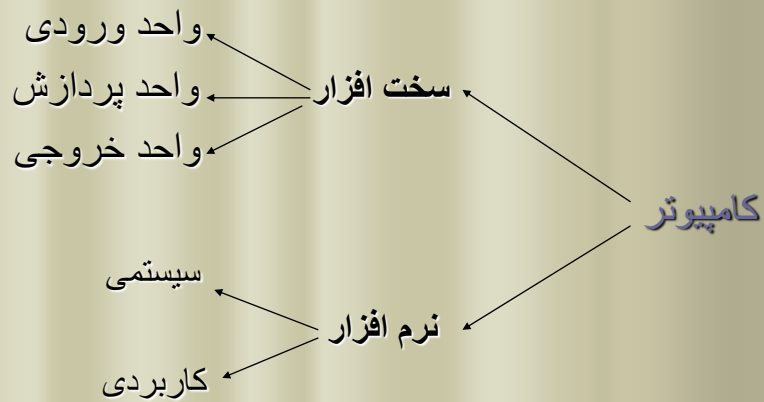 کامپیوتر
سخت افزار
واحد ورودی
واحد پردازش
واحد خروجی
نرم افزار
سیستمی
کاربردی